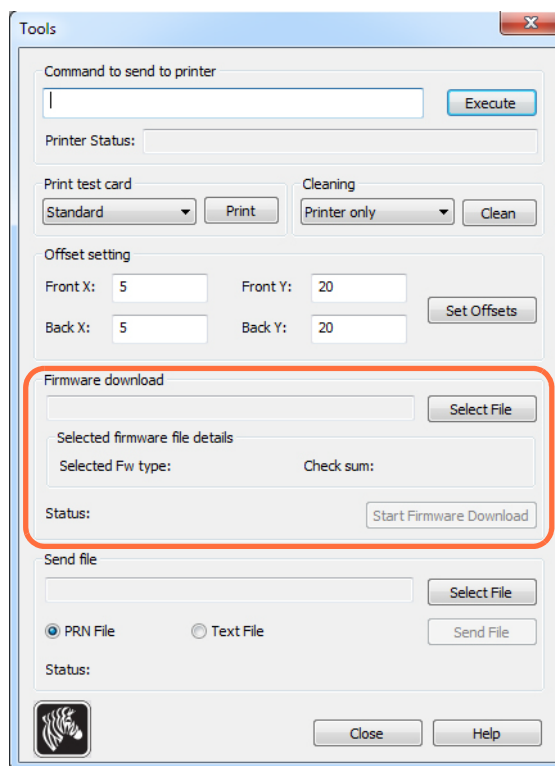 Tools
Command to send to printer
Execute
Printer Status:
Print test card
Cleaning
Standard
Print
Printer only
Clean
Offset setting
Front X: 5 Front Y: 20
Set Offsets
Back X: 5 Back Y: 20
Firmware download
Select File
Selected firmware file details
Selected Fw type: Check sum:
Status: Start Firmware Download
Send file
Select File
PRN File Text File Send File
Status:
Close Help